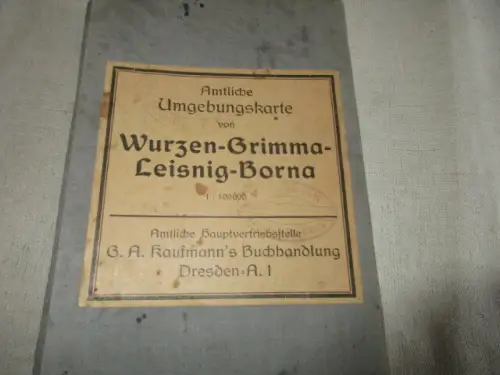 Amtliche
Umgebungskarte
von
Wurzen-Grimma-
Leisnig-Borna
1 : 100000
Amtliche Hauptvertriebsstelle
G. A. Kaufmann's Buchhandlung
Dresden-A. 1